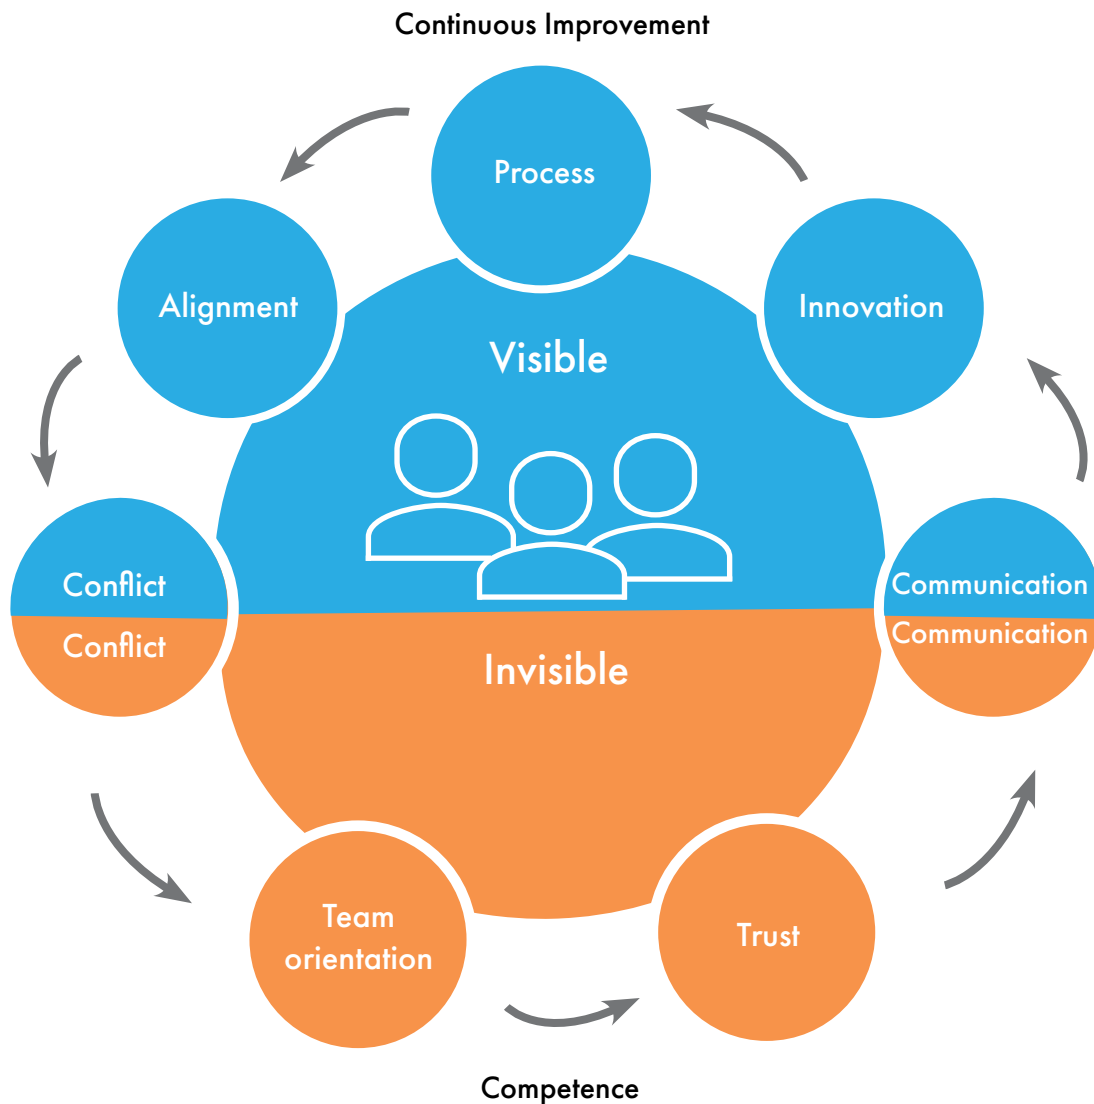 Continuous Improvement
Process
Alignment
Innovation
Visible
Conflict
Conflict
Communication
Communication
Invisible
Team
orientation
Trust
Competence